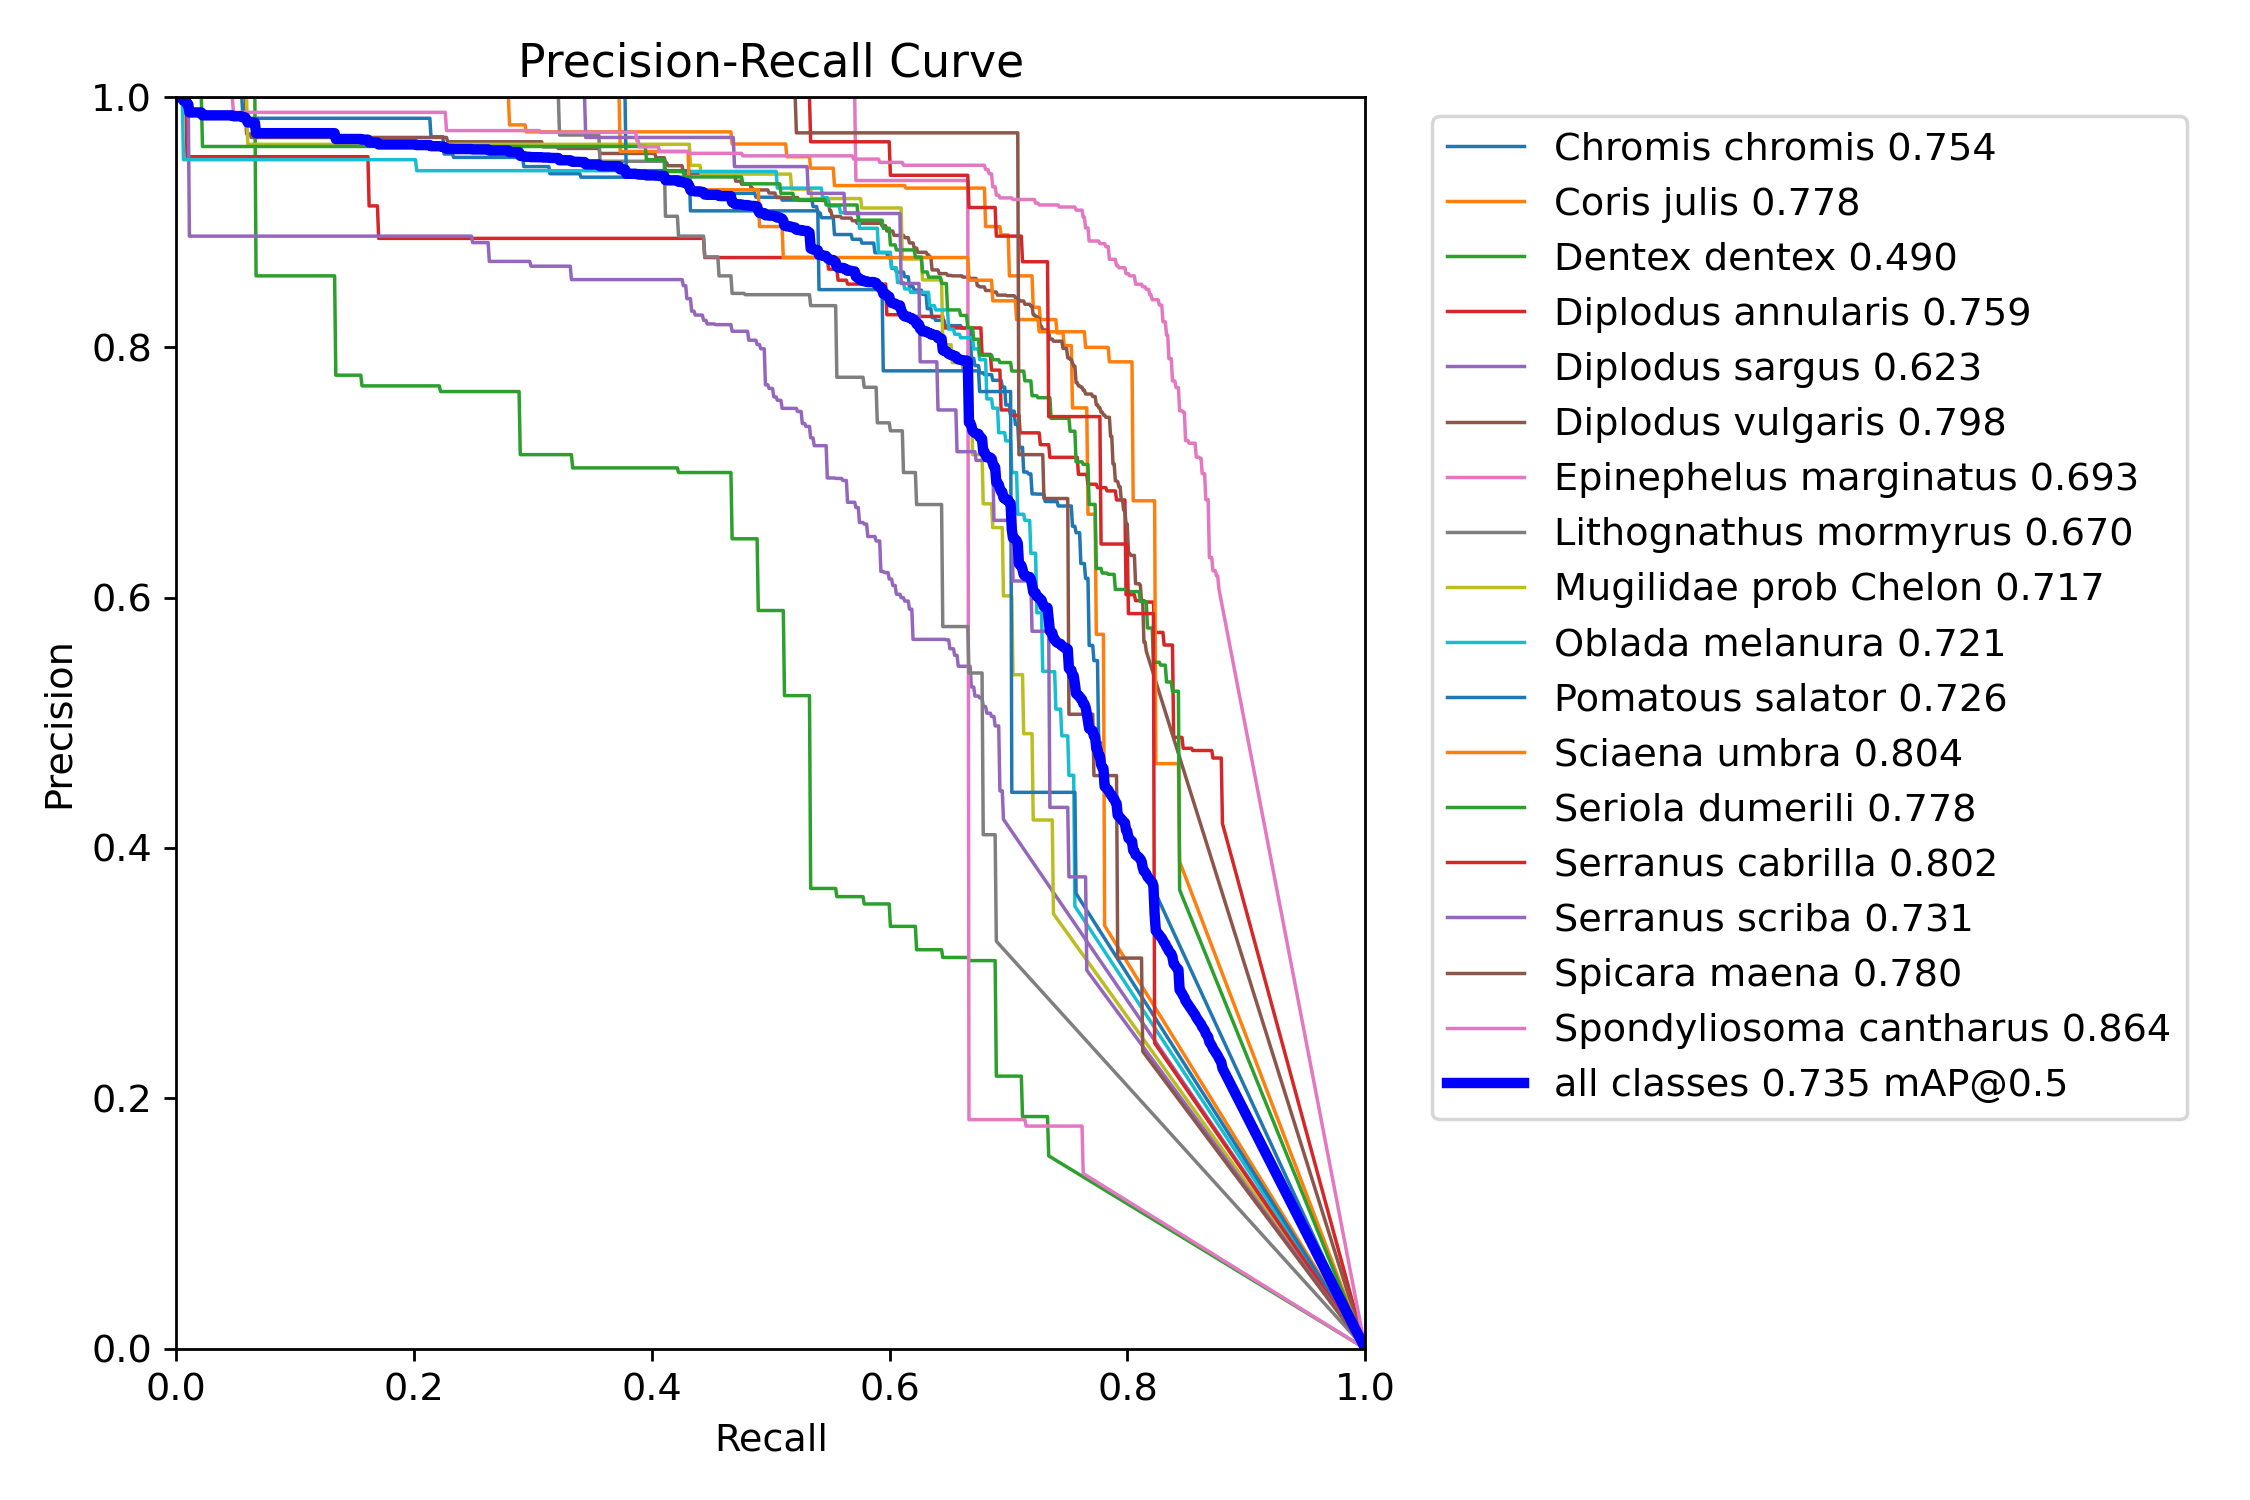 Precision-Recall Curve
1.0
0.8
0.6
0.4
0.2
0.0
Precision
0.0 0.2 0.4 0.6 0.8 1.0
Recall
Chromis chromis 0.754
Coris julis 0.778
Dentex dentex 0.490
Diplodus annularis 0.759
Diplodus sargus 0.623
Diplodus vulgaris 0.798
Epinephelus marginatus 0.693
Lithognathus mormyrus 0.670
Mugilidae prob Chelon 0.717
Oblada melanura 0.721
Pomatous salator 0.726
Sciaena umbra 0.804
Seriola dumerili 0.778
Serranus cabrilla 0.802
Serranus scriba 0.731
Spicara maena 0.780
Spondyliosoma cantharus 0.864
all classes 0.735 mAP@0.5